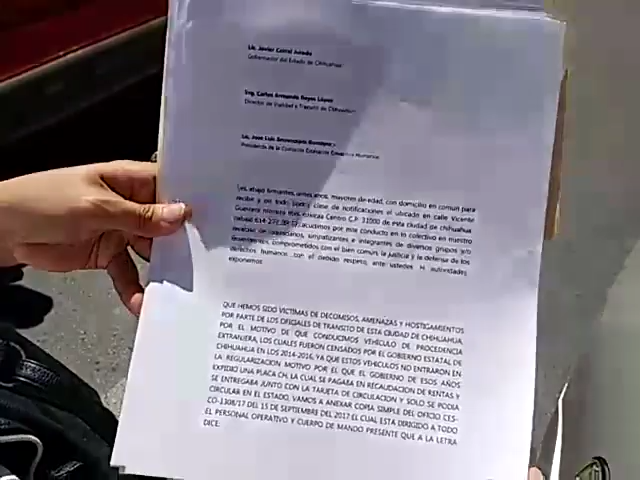 Lic. Javier Corral Jurado
Gobernador del Estado de Chihuahua
Ing. Carlos Armando Reyes López
Director de Vialidad y Transito de Chihuahua
Lic. José Luis
Presidente de la Comisión Estatal Humanos
Los abajo firmantes, mayores de edad, con domicilio en común para
recibir y en todo tipo y clase de notificaciones el ubicado en calle Vicente
Guerrero Centro C.P. 31000 de esta ciudad de chihuahua
acudimos por este conducto en lo colectivo en nuestro
simpatizantes e integrantes de diversos grupos y/o
comprometidos con el bien común, la justicia y la defensa de los
derechos humanos, con el debido respeto, ante ustedes H. autoridades
exponemos:
QUE HEMOS SIDO VICTIMAS DE DECOMISOS, AMENAZAS Y HOSTIGAMIENTOS
POR PARTE DE LOS OFICIALES DE TRANSITO DE ESTA CIUDAD DE CHIHUAHUA,
POR EL MOTIVO DE QUE CONDUCIMOS VEHICULO DE PROCEDENCIA
EXTRANJERA, LOS CUALES FUERON CENSADOS POR EL GOBIERNO ESTATAL DE
CHIHUAHUA EN LOS 2014-2016, YA QUE ESTOS VEHICULOS NO ENTRARON EN
LA REGULARIZACION MOTIVO POR EL QUE EL GOBIERNO DE ESOS AÑOS
EXPIDIO UNA PLACA CH, LA CUAL SE PAGABA EN RECAUDACION DE RENTAS Y
SE ENTREGABA JUNTO CON LA TARJETA DE CIRCULACION Y SOLO SE PODIA
CIRCULAR EN EL ESTADO, VAMOS A ANEXAR COPIA SIMPLE DEL OFICIO CES-
CO-1308/17 DEL 15 DE SEPTIEMBRE DEL 2017 EL CUAL ESTA DIRIGIDO A TODO
EL PERSONAL OPERATIVO Y CUERPO DE MANDO PRESENTE QUE A LA LETRA
DICE: